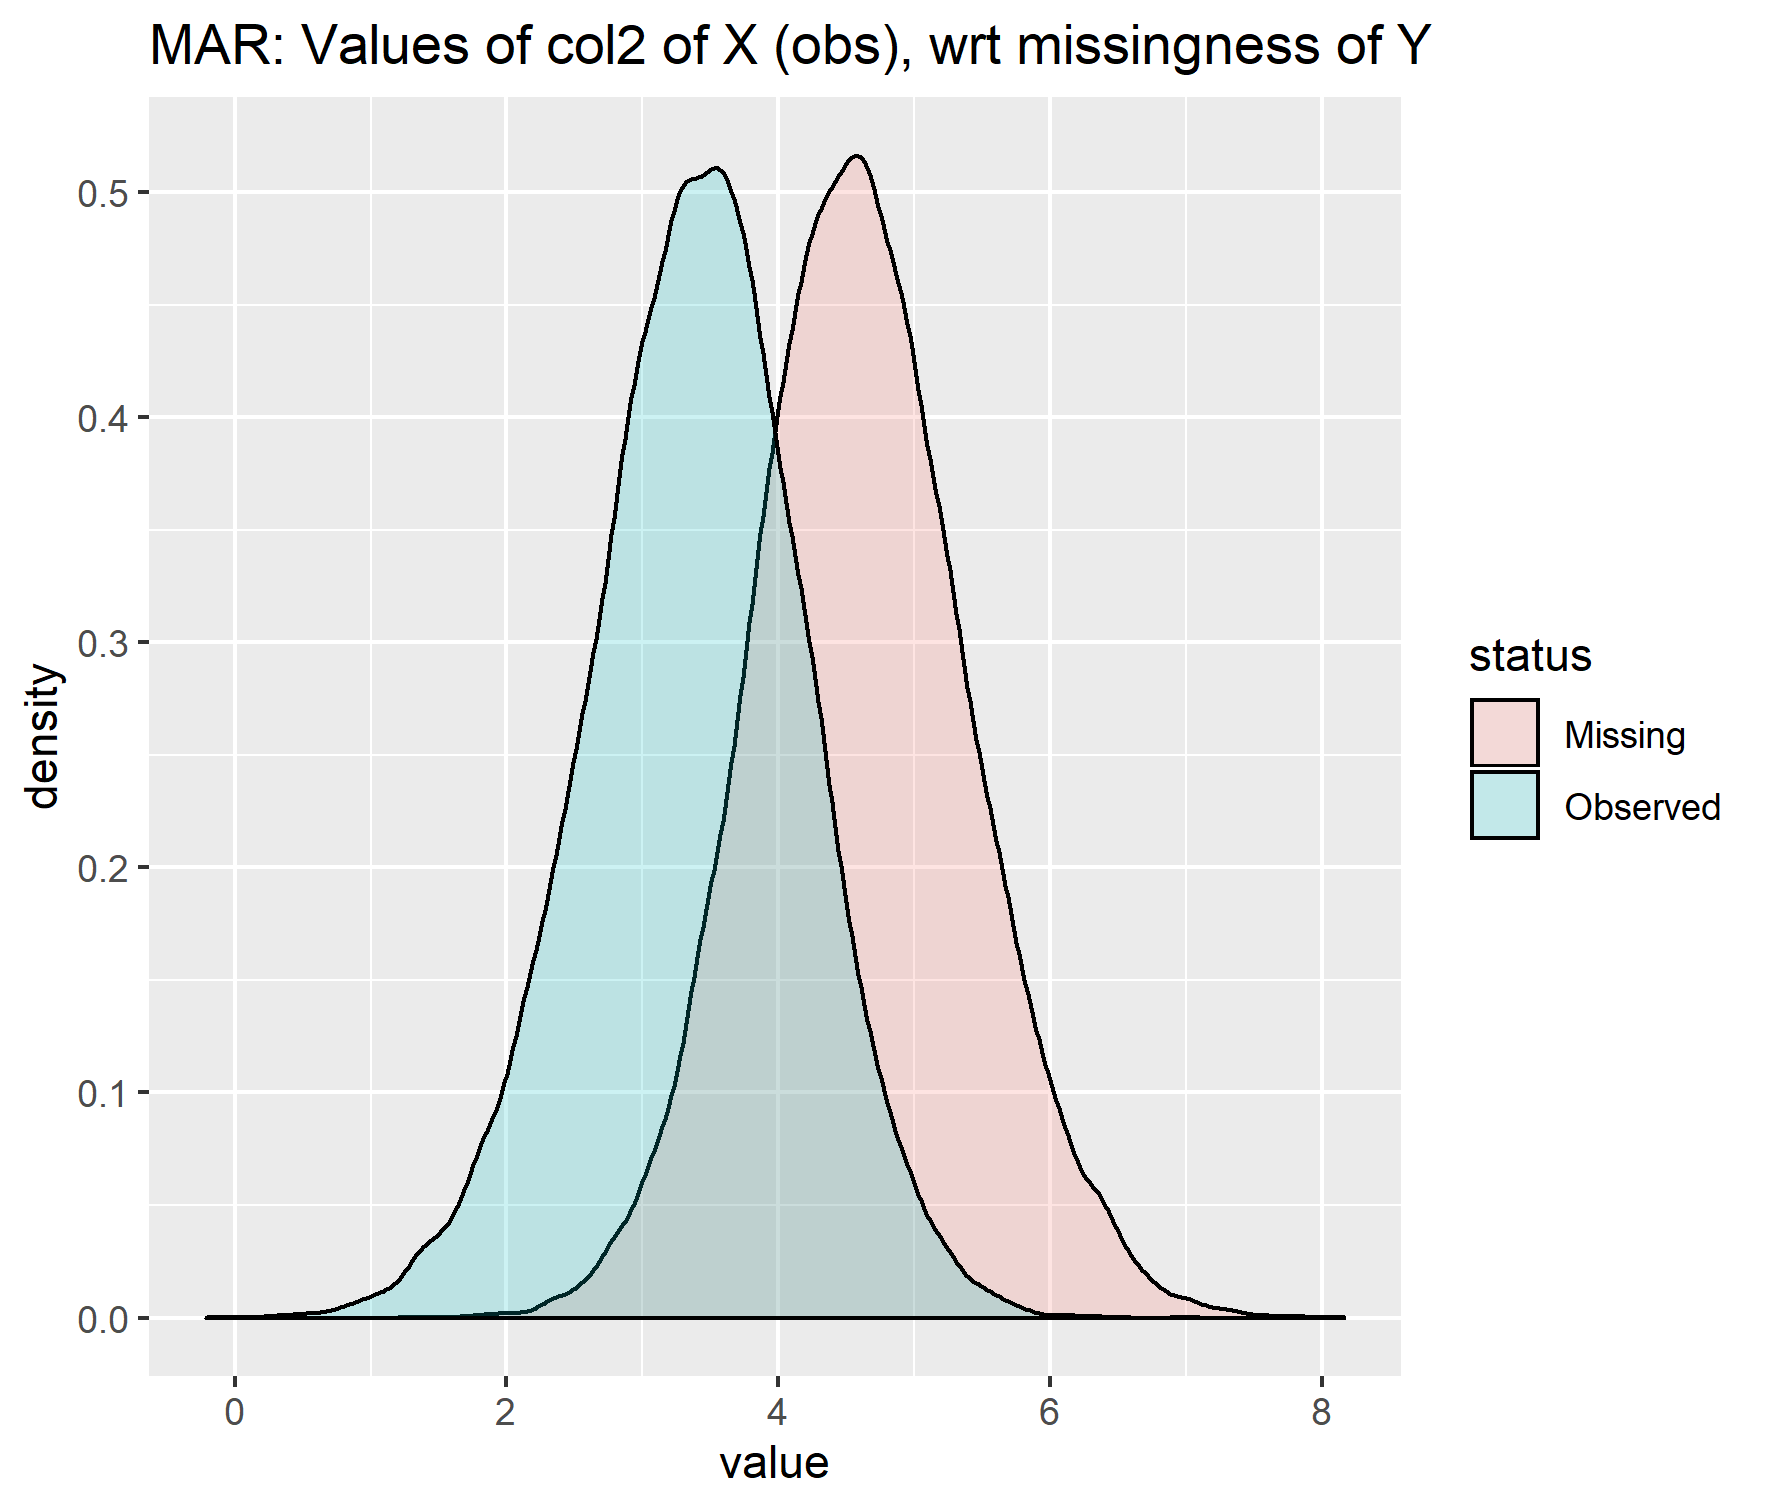 MAR: Values of col2 of X (obs), wrt missingness of Y
density
0.5
0.4
0.3
0.2
0.1
0.0
0 2 4 6 8
value
status
Missing
Observed